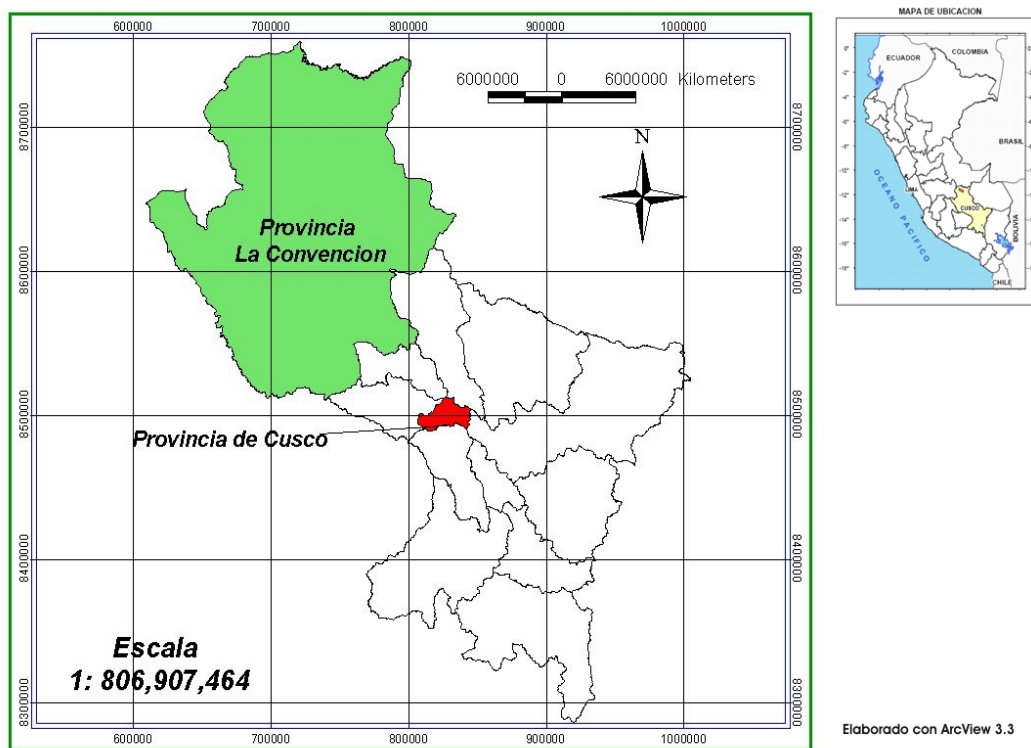 600000 700000 800000 900000 1000000
8700000
8600000
8500000
8400000
8300000
6000000 0 6000000 Kilometers
N
Provincia
La Convencion
Provincia de Cusco
Escala
1: 806,907,464
8700000
8600000
8500000
8400000
8300000
600000 700000 800000 900000 1000000
MAPA DE UBICACION
ECUADOR
COLOMBIA
BRASIL
LIMA
CUSCO
OCEANO PACIFICO
BOLIVIA
CHILE
Elaborado con ArcView 3.3